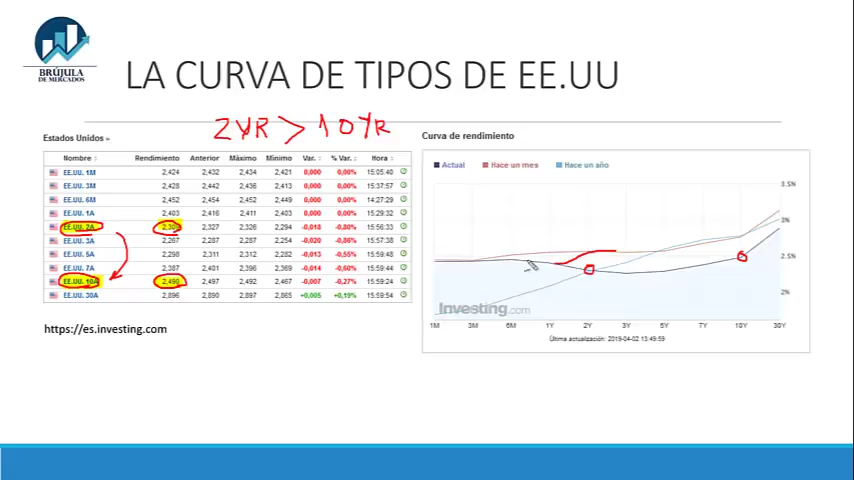 BRÚJULA
DE MERCADOS
LA CURVA DE TIPOS DE EE.UU
2YR > 10YR
Estados Unidos »
Nombre Rendimiento Anterior Máximo Mínimo Var. % Var. Hora
EE.UU. 1M 2,424 2,432 2,434 2,421 0,000 0,00% 15:05:40
EE.UU. 3M 2,428 2,442 2,436 2,413 0,000 0,00% 15:37:57
EE.UU. 6M 2,452 2,454 2,452 2,449 0,000 0,00% 14:27:29
EE.UU. 1A 2,403 2,416 2,411 2,403 0,000 0,00% 15:29:32
EE.UU. 2A 2,327 2,326 2,294 -0,018 -0,80% 15:56:33
EE.UU. 3A 2,267 2,287 2,287 2,254 -0,020 -0,86% 15:57:38
EE.UU. 5A 2,298 2,311 2,312 2,282 -0,013 -0,55% 15:59:48
EE.UU. 7A 2,387 2,401 2,396 2,369 -0,014 -0,60% 15:59:44
EE.UU. 10A 2,490 2,497 2,492 2,467 -0,007 -0,27% 15:59:24
EE.UU. 30A 2,896 2,890 2,897 2,865 +0,005 +0,19% 15:59:54
https://es.investing.com
Curva de rendimiento
Actual Hace un mes Hace un año
3.5%
3%
2.5%
2%
Investing.com
1M 3M 6M 1Y 2Y 3Y 5Y 7Y 10Y 30Y
Última actualización: 2019-04-02 13:49:59